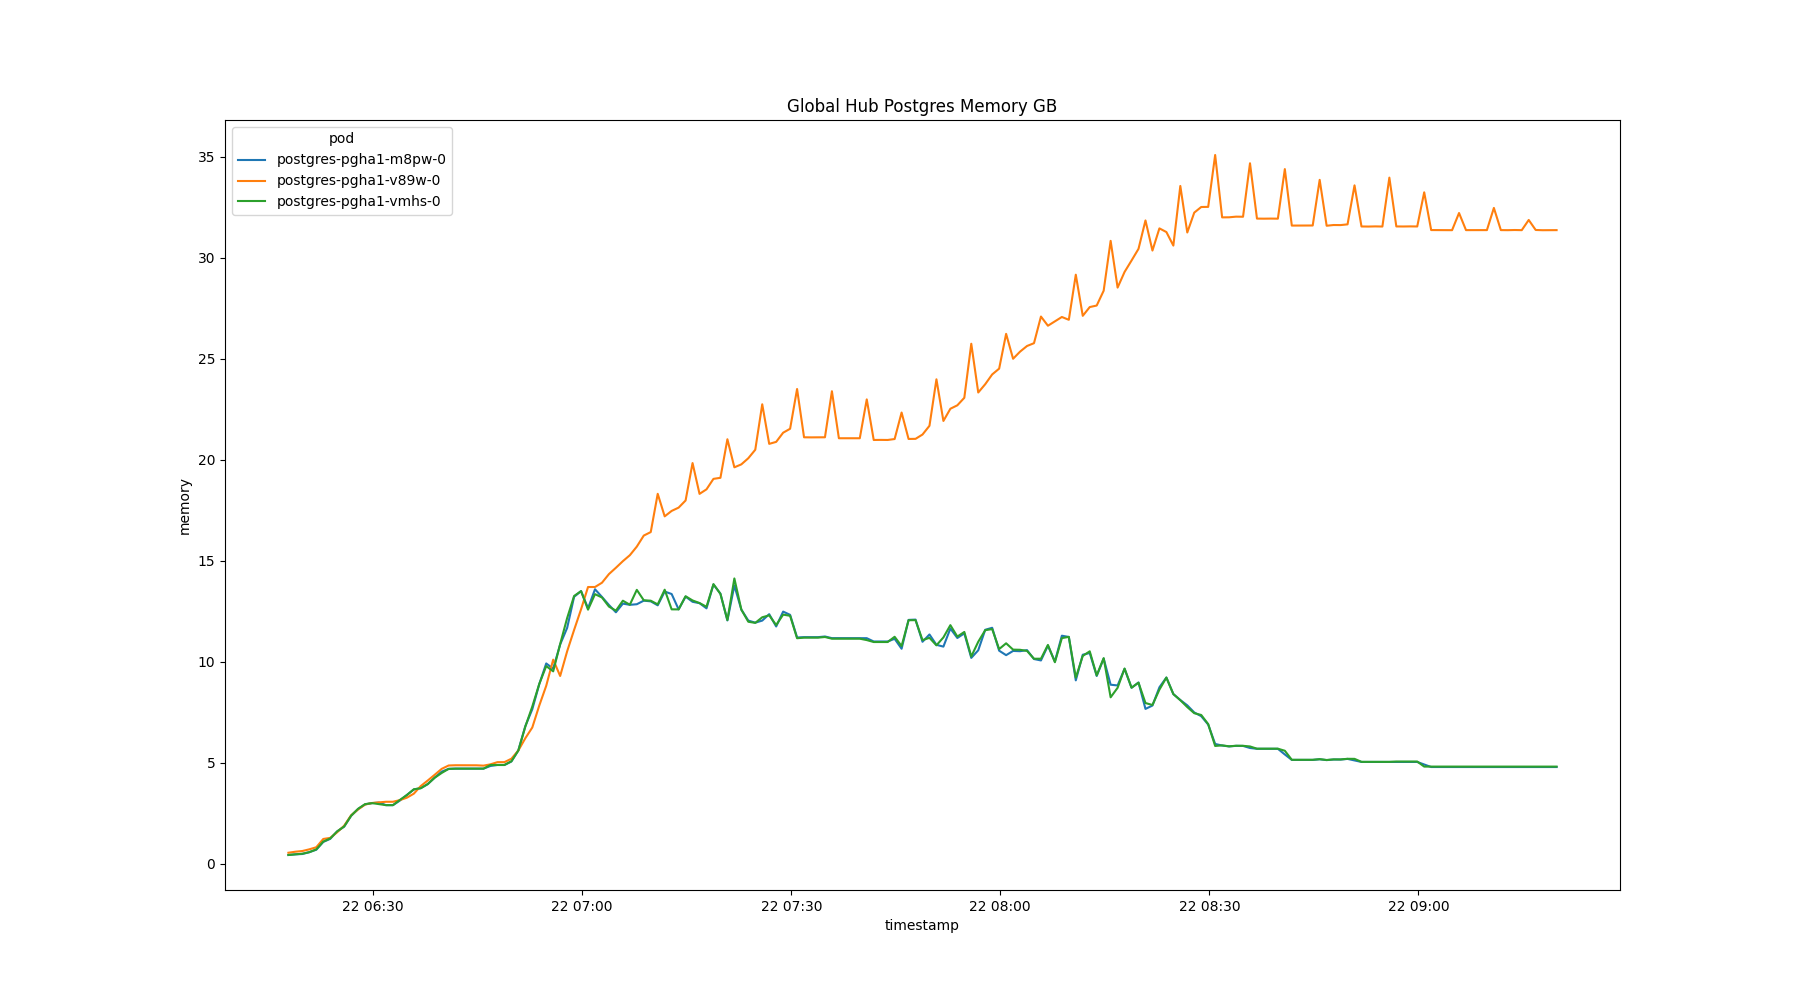 Global Hub Postgres Memory GB
pod
postgres-pgha1-m8pw-0
postgres-pgha1-v89w-0
postgres-pgha1-vmhs-0
35
30
25
20
15
10
5
0
memory
22 06:30
22 07:00
22 07:30
22 08:00
22 08:30
22 09:00
timestamp